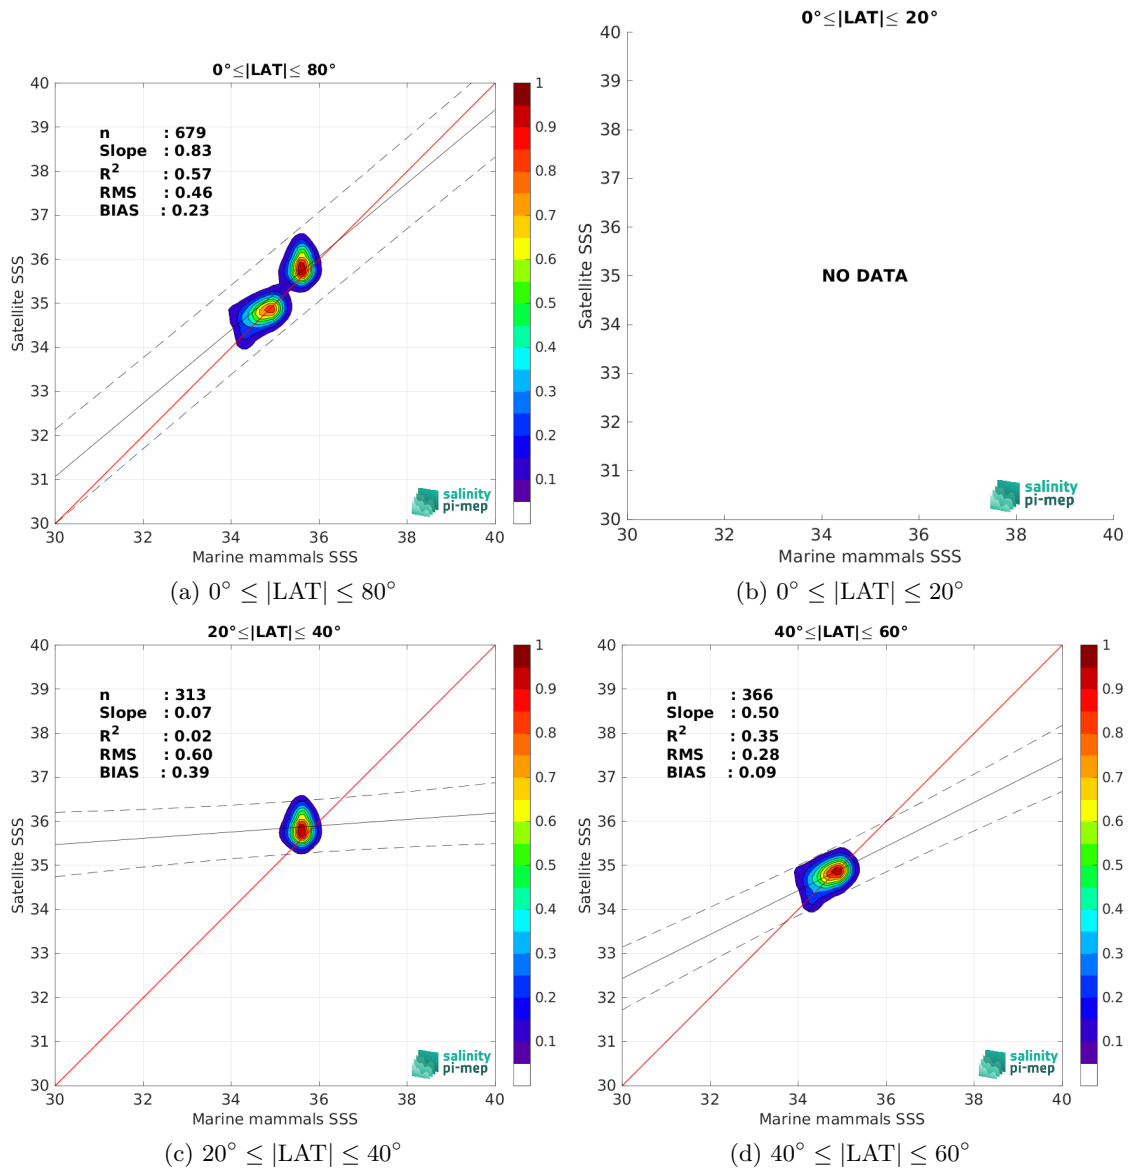 0°≤|LAT|≤ 80°
40
39
38
37
36
35
34
33
32
31
30
Satellite SSS
n : 679
Slope : 0.83
R² : 0.57
RMS : 0.46
BIAS : 0.23
salinity
pi-mep
30 32 34 36 38 40
Marine mammals SSS
1
0.9
0.8
0.7
0.6
0.5
0.4
0.3
0.2
0.1
(a) 0° ≤ |LAT| ≤ 80°
0°≤|LAT|≤ 20°
40
39
38
37
36
35
34
33
32
31
30
Satellite SSS
NO DATA
salinity
pi-mep
30 32 34 36 38 40
Marine mammals SSS
(b) 0° ≤ |LAT| ≤ 20°
20°≤|LAT|≤ 40°
40
39
38
37
36
35
34
33
32
31
30
Satellite SSS
n : 313
Slope : 0.07
R² : 0.02
RMS : 0.60
BIAS : 0.39
salinity
pi-mep
30 32 34 36 38 40
Marine mammals SSS
1
0.9
0.8
0.7
0.6
0.5
0.4
0.3
0.2
0.1
(c) 20° ≤ |LAT| ≤ 40°
40°≤|LAT|≤ 60°
40
39
38
37
36
35
34
33
32
31
30
Satellite SSS
n : 366
Slope : 0.50
R² : 0.35
RMS : 0.28
BIAS : 0.09
salinity
pi-mep
30 32 34 36 38 40
Marine mammals SSS
1
0.9
0.8
0.7
0.6
0.5
0.4
0.3
0.2
0.1
(d) 40° ≤ |LAT| ≤ 60°